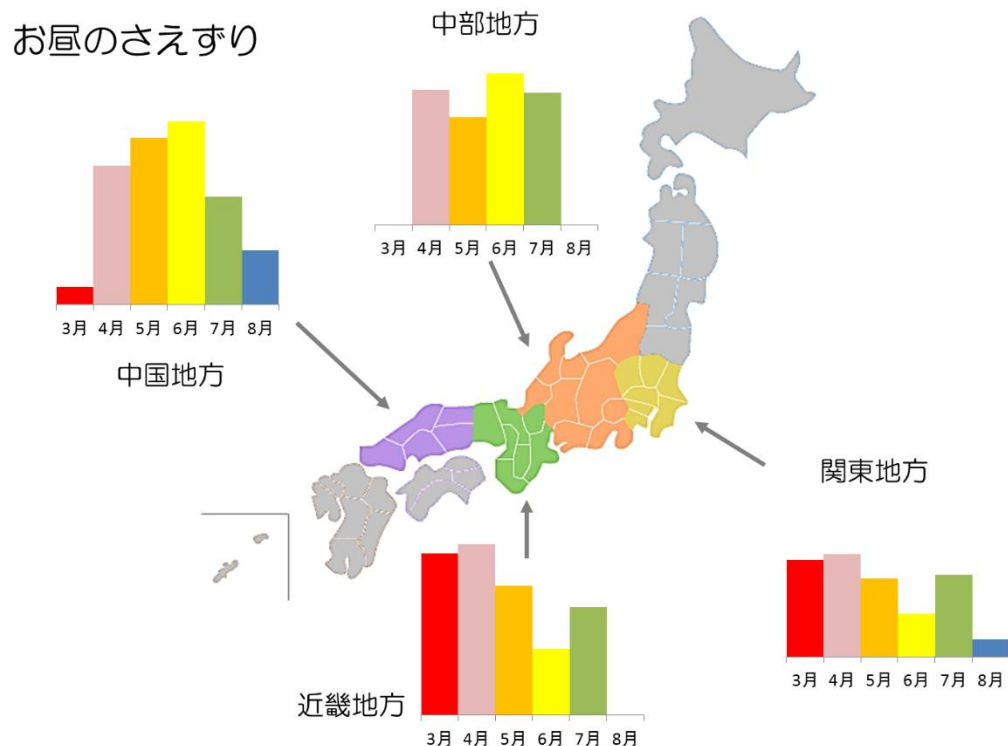 お昼のさえずり
中部地方
3月 4月 5月 6月 7月 8月
3月 4月 5月 6月 7月 8月
中国地方
関東地方
3月 4月 5月 6月 7月 8月
近畿地方
3月 4月 5月 6月 7月 8月